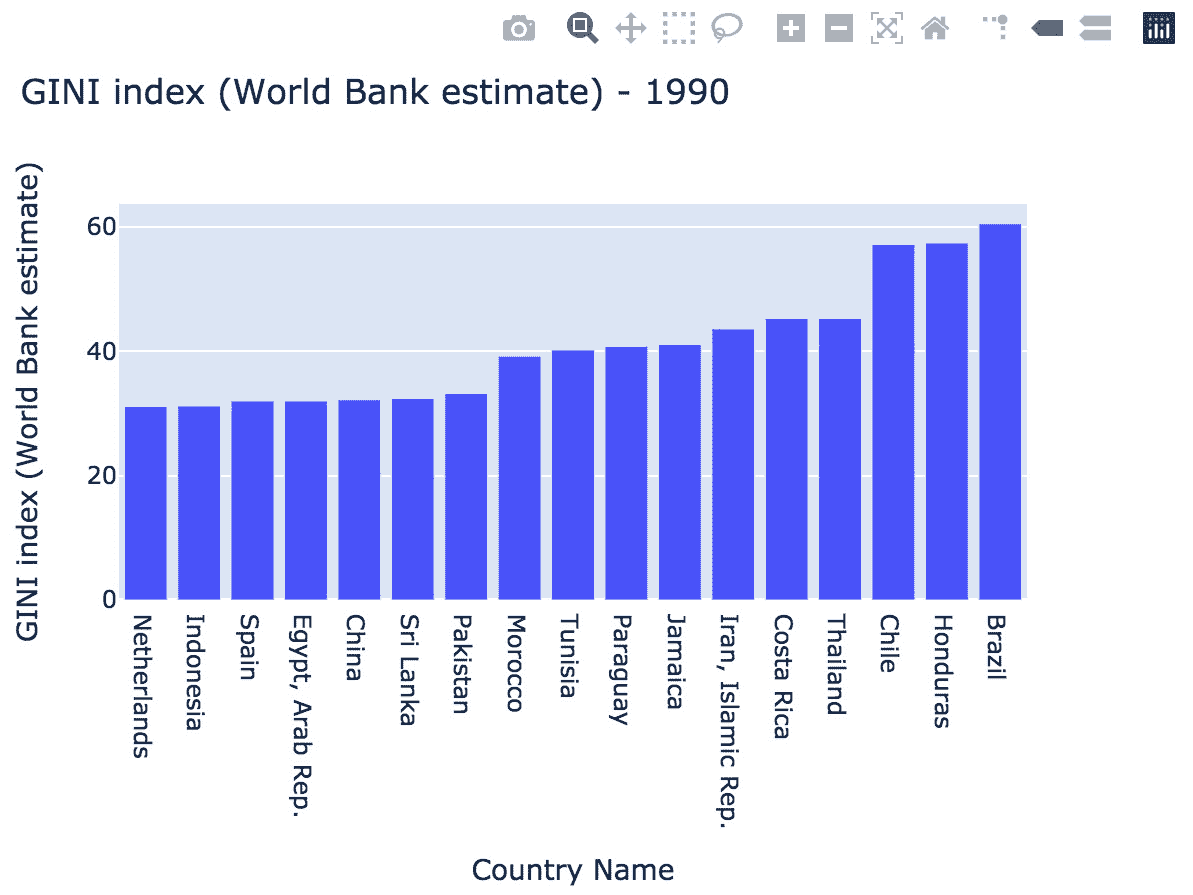 GINI index (World Bank estimate) - 1990
GINI index (World Bank estimate)
60
40
20
0
Netherlands
Indonesia
Spain
Egypt, Arab Rep.
China
Sri Lanka
Pakistan
Morocco
Tunisia
Paraguay
Jamaica
Iran, Islamic Rep.
Costa Rica
Thailand
Chile
Honduras
Brazil
Country Name